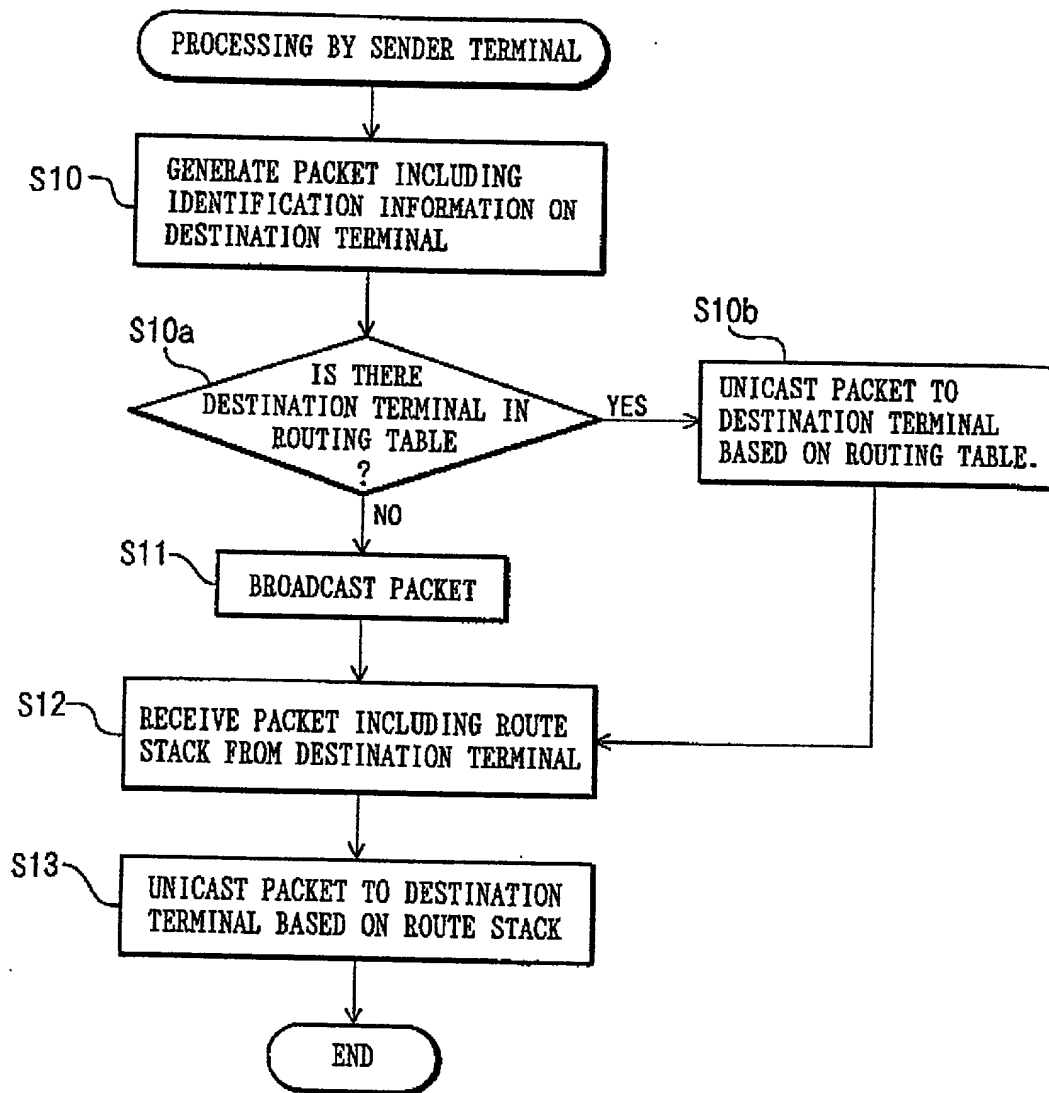 PROCESSING BY SENDER TERMINAL
S10
GENERATE PACKET INCLUDING
IDENTIFICATION INFORMATION ON
DESTINATION TERMINAL
S10a
IS THERE
DESTINATION TERMINAL IN
ROUTING TABLE
?
YES
NO
S10b
UNICAST PACKET TO
DESTINATION TERMINAL
BASED ON ROUTING TABLE.
S11
BROADCAST PACKET
S12
RECEIVE PACKET INCLUDING ROUTE
STACK FROM DESTINATION TERMINAL
S13
UNICAST PACKET TO DESTINATION
TERMINAL BASED ON ROUTE STACK
END